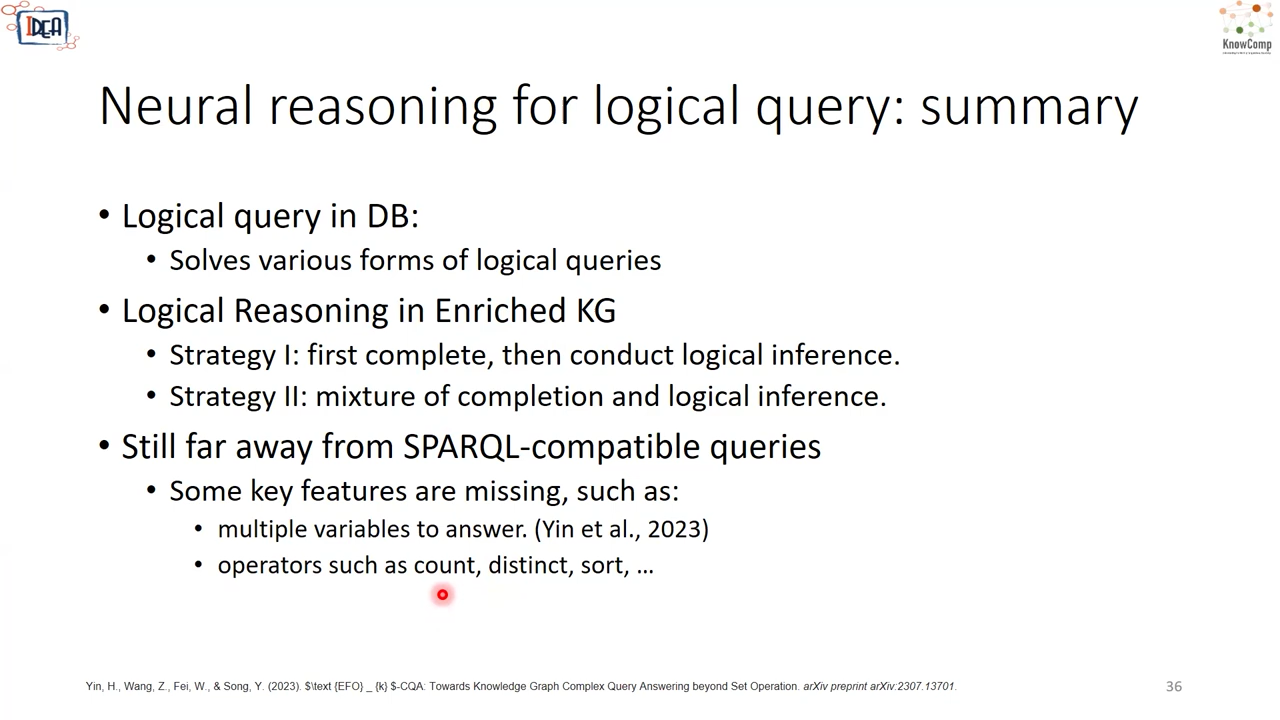 IDEA
KnowComp
Neural reasoning for logical query: summary
• Logical query in DB:
• Solves various forms of logical queries
• Logical Reasoning in Enriched KG
• Strategy I: first complete, then conduct logical inference.
• Strategy II: mixture of completion and logical inference.
• Still far away from SPARQL-compatible queries
• Some key features are missing, such as:
• multiple variables to answer. (Yin et al., 2023)
• operators such as count, distinct, sort, …
Yin, H., Wang, Z., Fei, W., & Song, Y. (2023). $\text {EFO} _ {k} $-CQA: Towards Knowledge Graph Complex Query Answering beyond Set Operation. arXiv preprint arXiv:2307.13701.
36